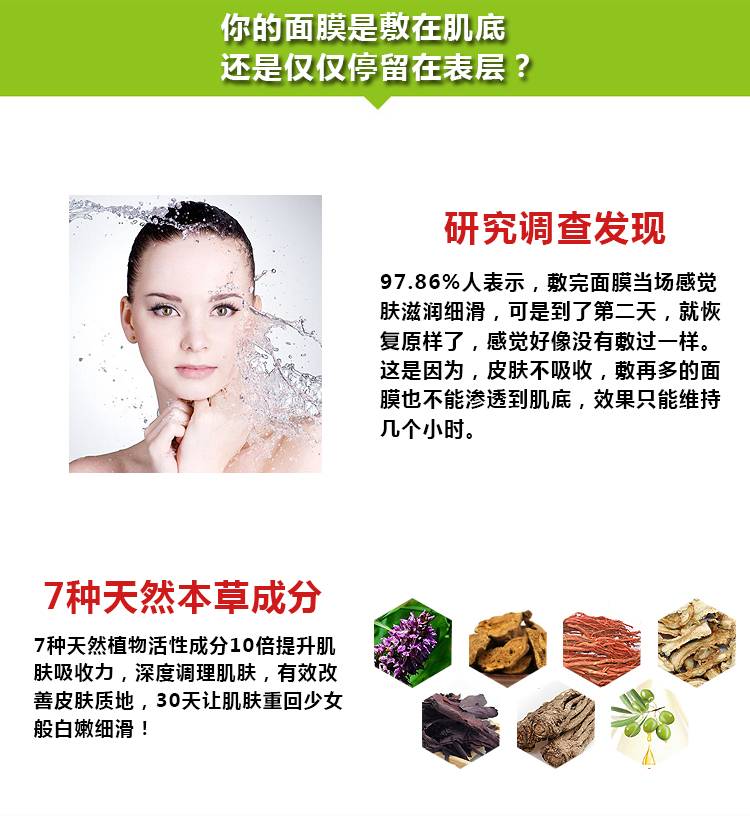 你的面膜是敷在肌底
还是仅仅停留在表层？
研究调查发现
97.86%人表示，敷完面膜当场感觉
肤滋润细滑，可是到了第二天，就恢
复原样了，感觉好像没有敷过一样。
这是因为，皮肤不吸收，敷再多的面
膜也不能渗透到肌底，效果只能维持
几个小时。
7种天然本草成分
7种天然植物活性成分10倍提升肌
肤吸收力，深度调理肌肤，有效改
善皮肤质地，30天让肌肤重回少女
般白嫩细滑！